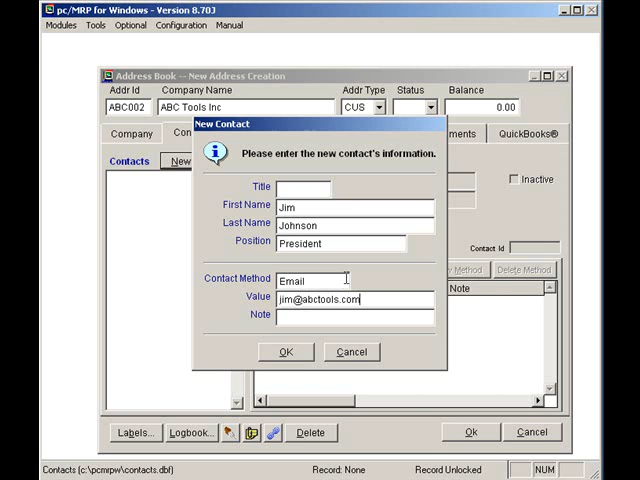 pc/MRP for Windows - Version 8.70J
Modules Tools Optional Configuration Manual
Address Book -- New Address Creation
Addr Id Company Name Addr Type Status Balance
ABC002 ABC Tools Inc CUS 0.00
Company Con ments QuickBooks®
New Contact
Contacts New
Please enter the new contact's information.
Inactive
Title
First Name Jim
Last Name Johnson
Position President
Contact Id
Contact Method Email
Method Delete Method
Value jim@abctools.com
Note
Note
OK Cancel
Labels... Logbook... Delete Ok Cancel
Contacts (c:\pcmrpw\contacts.dbf) Record: None Record Unlocked NUM